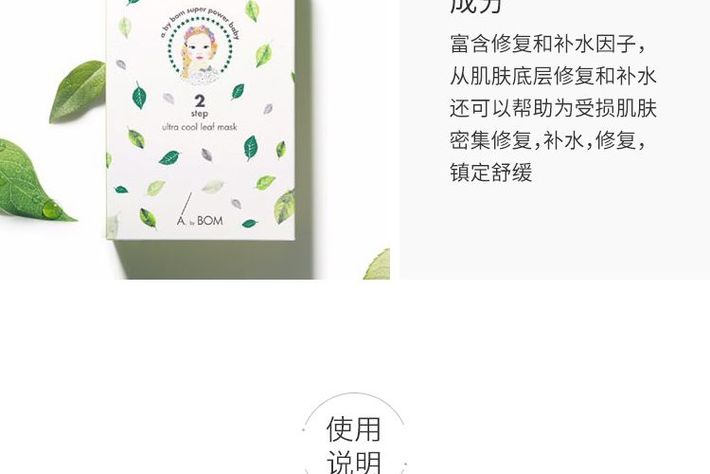 a. by bom super power baby
2
step
ultra cool leaf mask
A. by BOM
成分
富含修复和补水因子，
从肌肤底层修复和补水
还可以帮助为受损肌肤
密集修复，补水，修复，
镇定舒缓
使用
说明